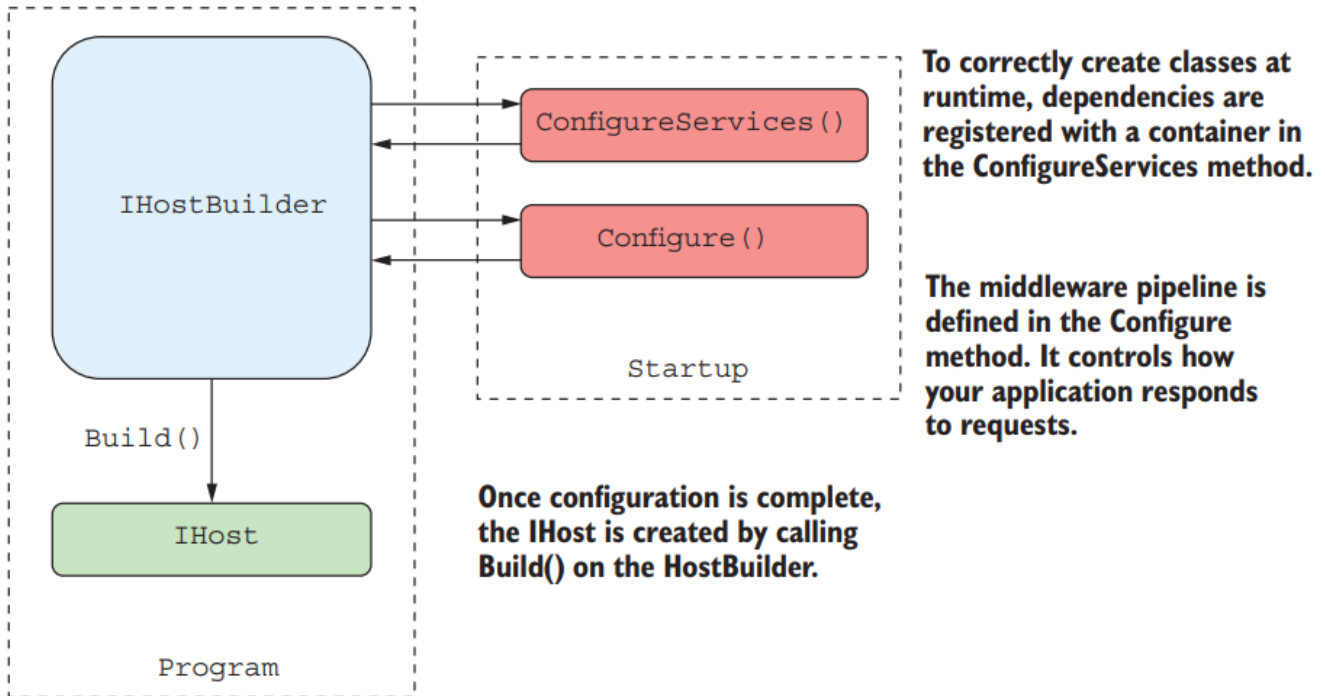 IHostBuilder
Build()
IHost
Program
ConfigureServices()
Configure()
Startup
To correctly create classes at
runtime, dependencies are
registered with a container in
the ConfigureServices method.
The middleware pipeline is
defined in the Configure
method. It controls how
your application responds
to requests.
Once configuration is complete,
the IHost is created by calling
Build() on the HostBuilder.